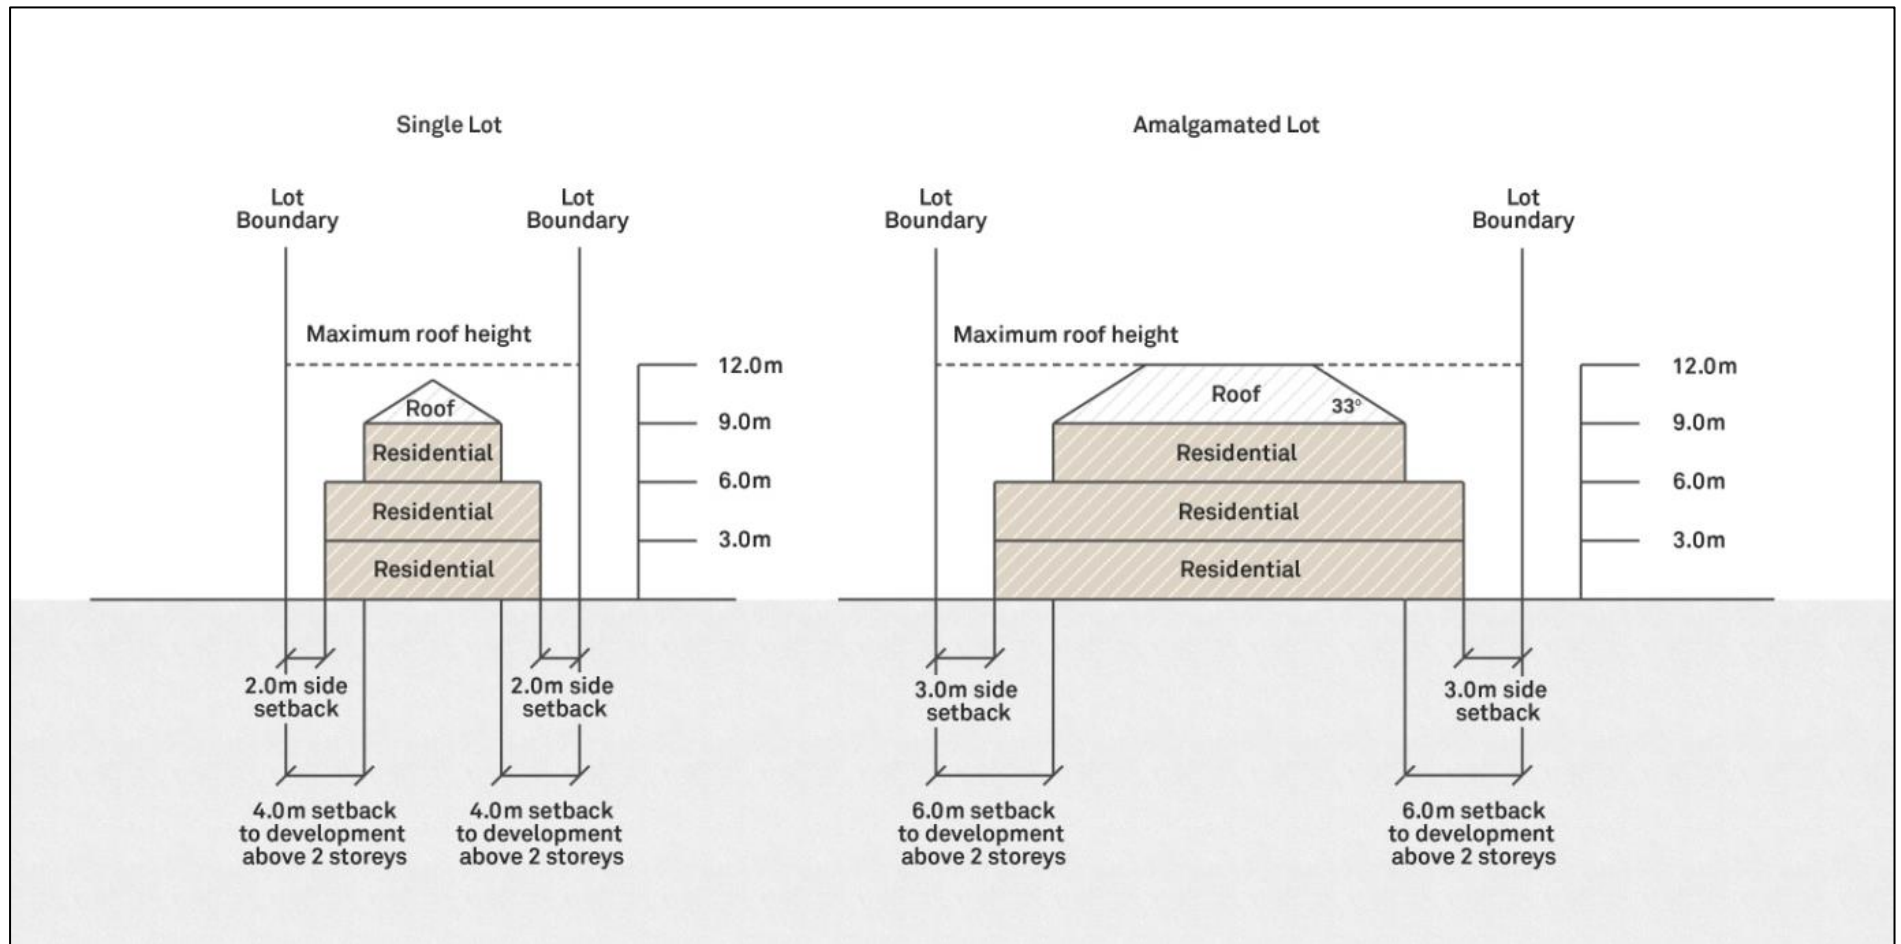 Single Lot
Lot
Boundary
Lot
Boundary
Maximum roof height
12.0m
9.0m
6.0m
3.0m
Roof
Residential
Residential
Residential
2.0m side
setback
2.0m side
setback
4.0m setback
to development
above 2 storeys
4.0m setback
to development
above 2 storeys
Amalgamated Lot
Lot
Boundary
Lot
Boundary
Maximum roof height
12.0m
9.0m
6.0m
3.0m
Roof
33°
Residential
Residential
Residential
3.0m side
setback
3.0m side
setback
6.0m setback
to development
above 2 storeys
6.0m setback
to development
above 2 storeys